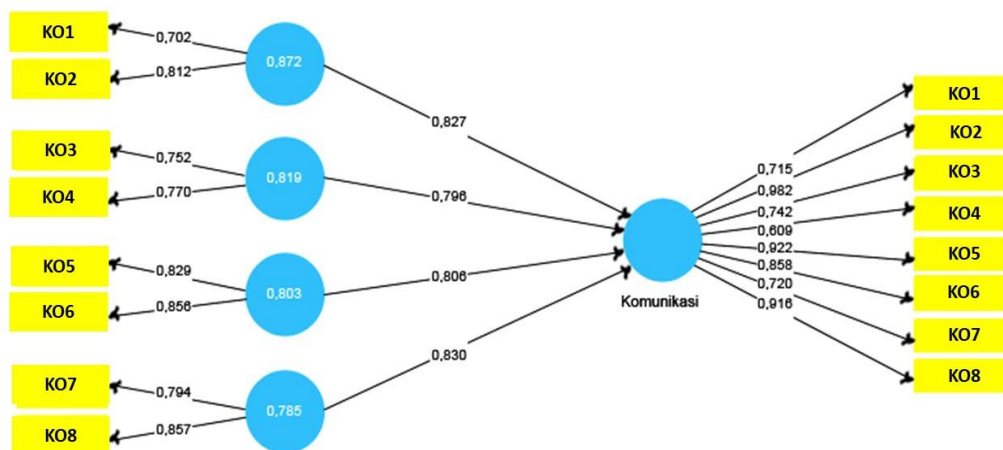 KO1
0,702
KO2
0,812
0,872
KO3
0,752
KO4
0,770
0,819
KO5
0,829
KO6
0,856
0,803
KO7
0,794
KO8
0,857
0,785
0,827
0,796
0,806
0,830
Komunikasi
0,715
0,982
0,742
0,609
0,922
0,858
0,720
0,916
KO1
KO2
KO3
KO4
KO5
KO6
KO7
KO8